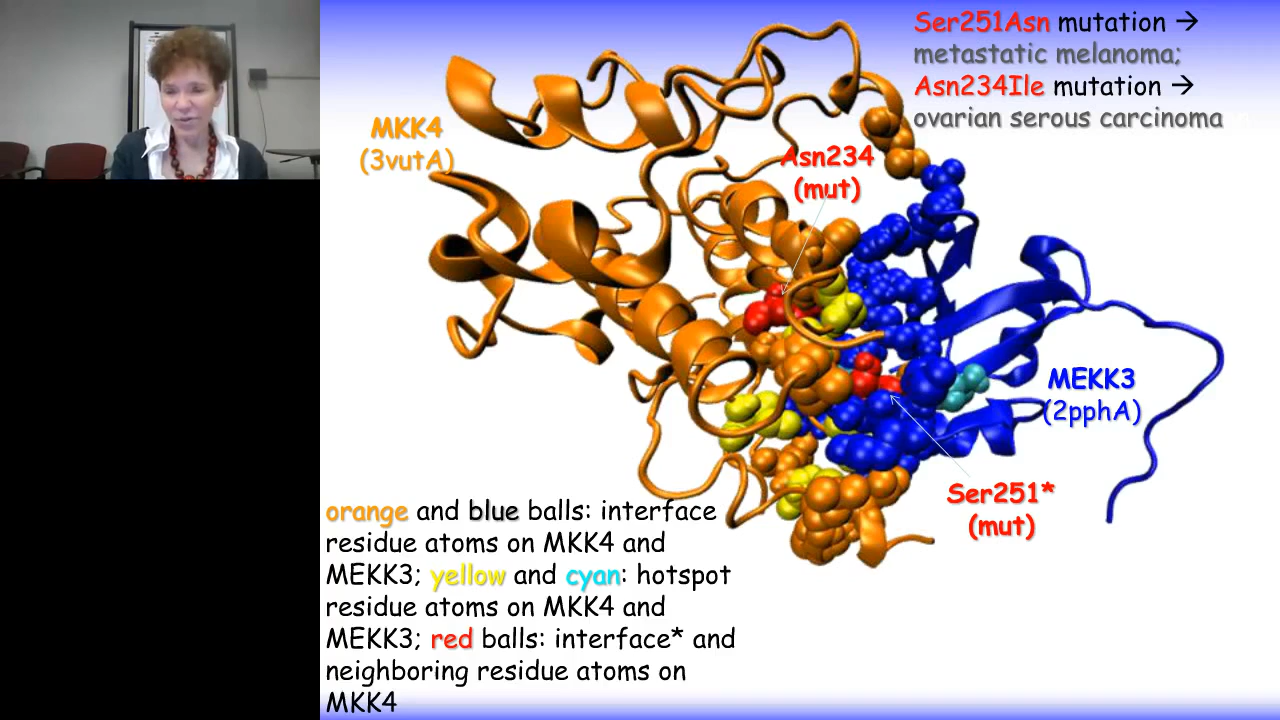 Ser251Asn mutation →
metastatic melanoma;
Asn234Ile mutation →
ovarian serous carcinoma
MKK4
(3vutA)
Asn234
(mut)
MEKK3
(2pphA)
Ser251*
(mut)
orange and blue balls: interface
residue atoms on MKK4 and
MEKK3; yellow and cyan: hotspot
residue atoms on MKK4 and
MEKK3; red balls: interface* and
neighboring residue atoms on
MKK4